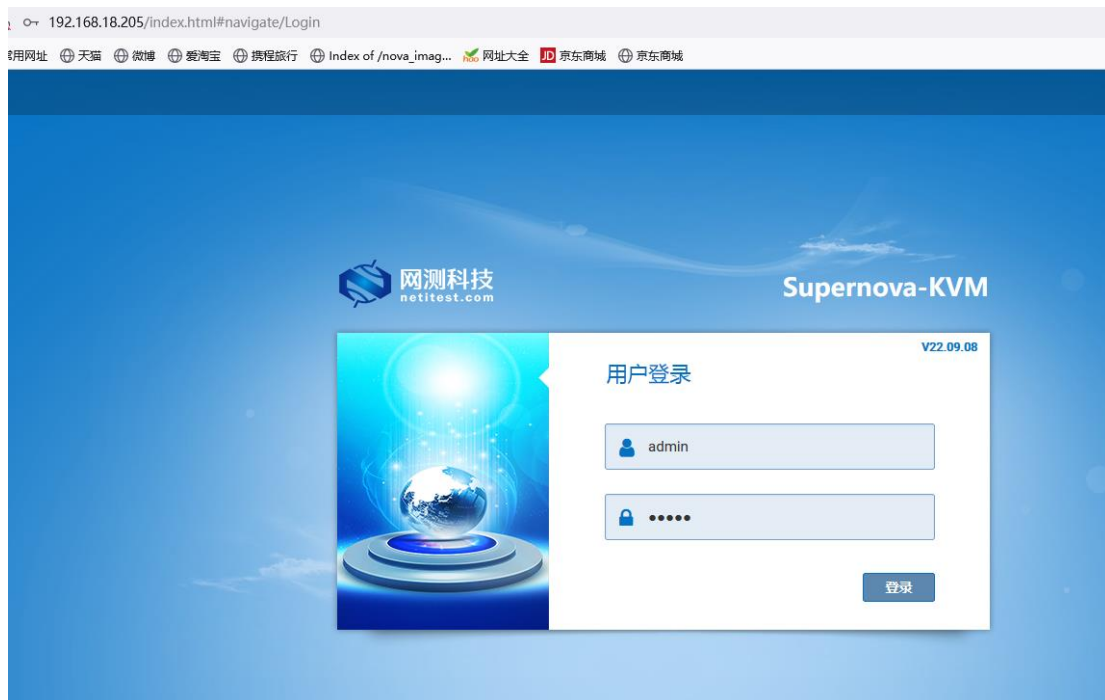 192.168.18.205/index.html#navigate/Login
用网址 天猫 微博 爱淘宝 携程旅行 Index of /nova_imag... hao 网址大全 JD 京东商城 京东商城
网测科技
netitest.com
Supernova-KVM
V22.09.08
用户登录
admin
•••••
登录